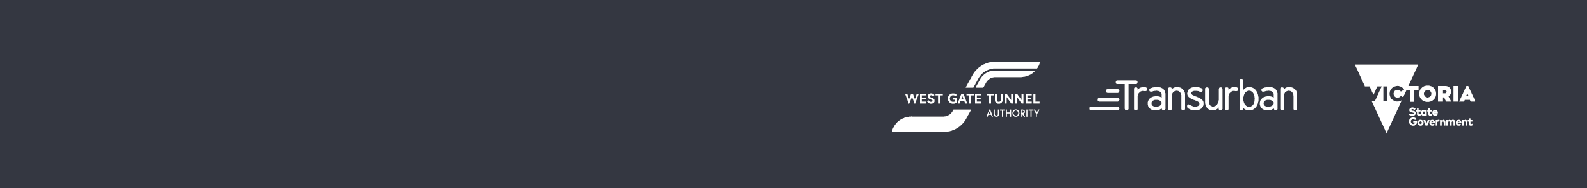 WEST GATE TUNNEL
AUTHORITY
Transurban
VICTORIA
State
Government